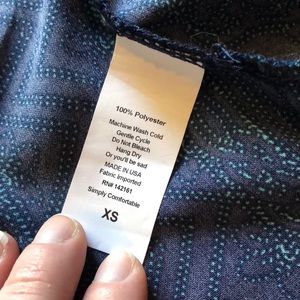 100% Polyester
Machine Wash Cold
Gentle Cycle
Do Not Bleach
Hang Dry
Or you'll be sad
MADE IN USA
Fabric Imported
RN# 142161
Simply Comfortable
XS